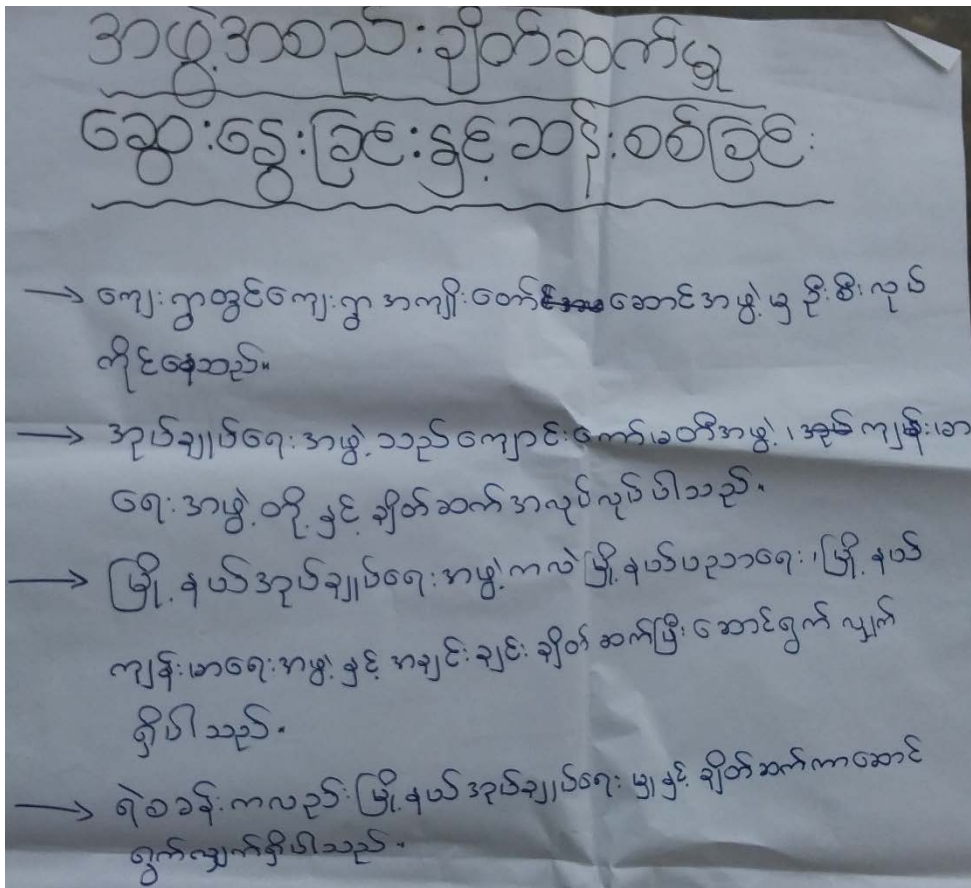 အဖွဲ့အစည်းချိတ်ဆက်မှု
ဆွေးနွေးခြင်းနှင့်ဆန်းစစ်ခြင်း
→ ကျေးရွာတွင်ကျေးရွာ အကျိုးတော်ဆောင်အဖွဲ့မှ ဦးစီးလုပ်
ကိုင်နေသည်။
→ အုပ်ချုပ်ရေးအဖွဲ့သည်ကျောင်းကော်မတီအဖွဲ့၊ ကျန်းမာ
ရေးအဖွဲ့တို့နှင့်ချိတ်ဆက်အလုပ်လုပ်ပါသည်။
→ မြို့နယ်အုပ်ချုပ်ရေးအဖွဲ့ကလဲမြို့နယ်ပညာရေး၊မြို့နယ်
ကျန်းမာရေးအဖွဲ့နှင့်အချင်းချင်းချိတ်ဆက်ပြီးဆောင်ရွက်လျှက်
ရှိပါသည်။
→ ရဲစခန်းကလည်းမြို့နယ်အုပ်ချုပ်ရေးမှူးနှင့်ချိတ်ဆက်ကာဆောင်
ရွက်လျှက်ရှိပါသည်။